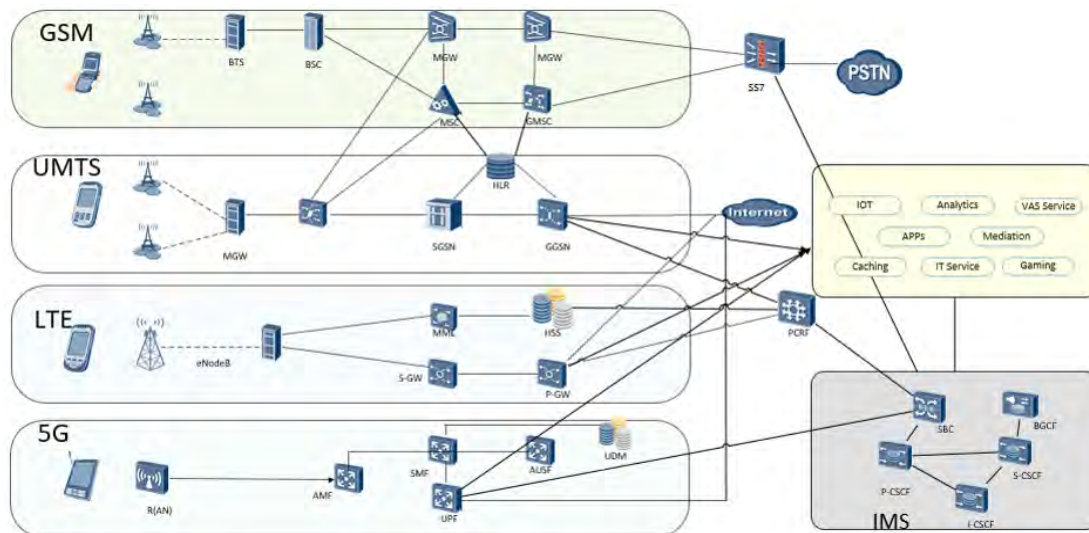 GSM
BTS
BSC
MGW
MGW
MSC
GMSC
SS7
PSTN
UMTS
HLR
MGW
SGSN
GGSN
Internet
IOT
Analytics
VAS Service
APPs
Mediation
Caching
IT Service
Gaming
LTE
eNodeB
MME
HSS
S-GW
P-GW
PCRF
5G
R(AN)
AMF
SMF
AUSF
UDM
UPF
SBC
BGCF
P-CSCF
S-CSCF
I-CSCF
IMS